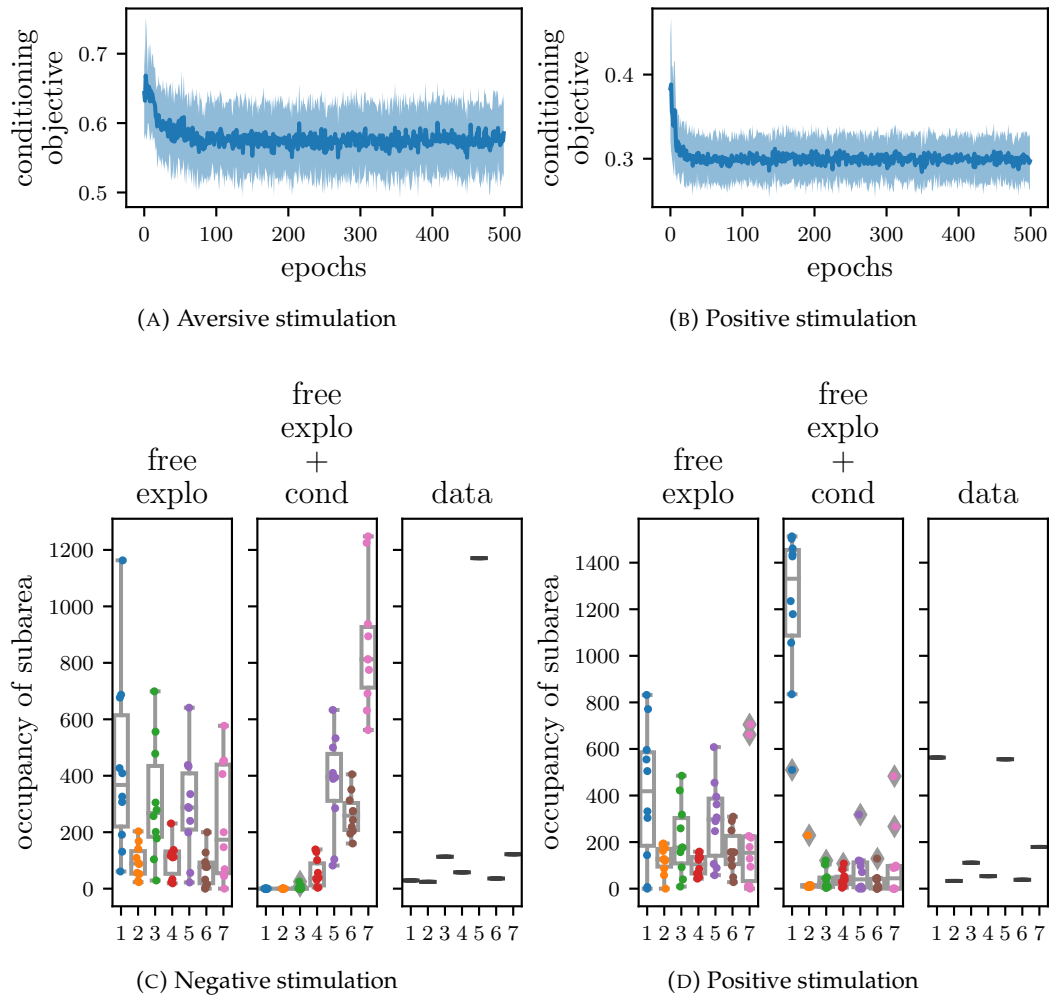 A.
B.
0.7
0.6
0.5
conditioning
objective
0
100
200
300
400
500
epochs
0.4
0.3
conditioning
objective
0
100
200
300
400
500
epochs
(A) Aversive stimulation
(B) Positive stimulation
free
explo
free
explo
+
cond
data
occupancy of subarea
1200
1000
800
600
400
200
0
1 2 3 4 5 6 7
1 2 3 4 5 6 7
1 2 3 4 5 6 7
free
explo
free
explo
+
cond
data
occupancy of subarea
1400
1200
1000
800
600
400
200
0
1 2 3 4 5 6 7
1 2 3 4 5 6 7
1 2 3 4 5 6 7
(C) Negative stimulation
(D) Positive stimulation